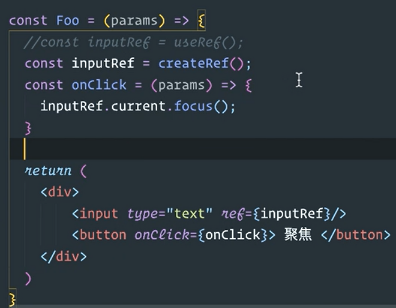 const Foo = (params) => {
//const inputRef = useRef();
const inputRef = createRef();
const onClick = (params) => {
inputRef.current.focus();
}
return (
<div>
<input type="text" ref={inputRef}/>
<button onClick={onClick}> 聚焦 </button>
</div>
)
}